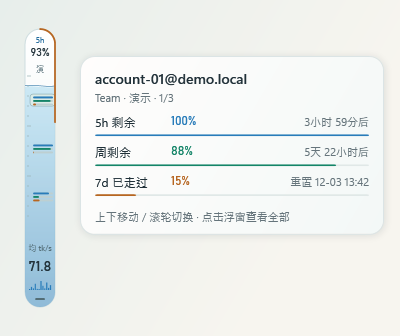 5h
93%
演
均 tk/s
71.8
account-01@demo.local
Team · 演示 · 1/3
5h 剩余 100% 3小时 59分后
周剩余 88% 5天 22小时后
7d 已走过 15% 重置 12-03 13:42
上下移动 / 滚轮切换 · 点击浮窗查看全部